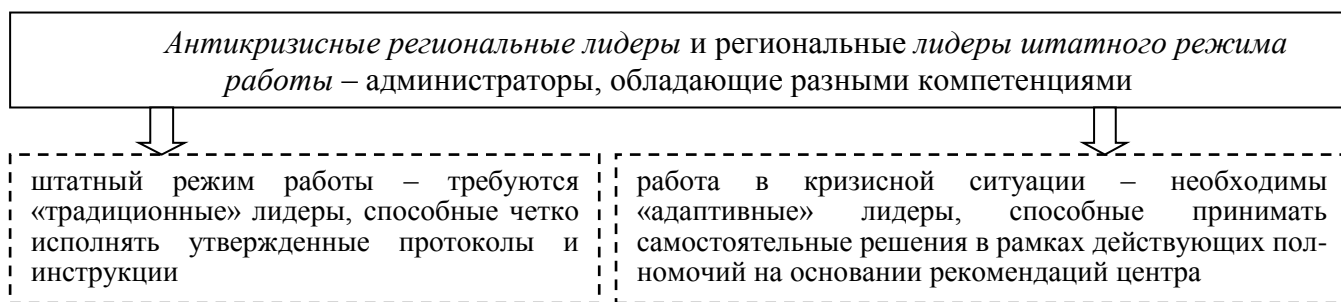 Антикризисные региональные лидеры и региональные лидеры штатного режима
работы – администраторы, обладающие разными компетенциями
штатный режим работы – требуются
«традиционные» лидеры, способные четко
исполнять утвержденные протоколы и
инструкции
работа в кризисной ситуации – необходимы
«адаптивные» лидеры, способные принимать
самостоятельные решения в рамках действующих пол-
номочий на основании рекомендаций центра